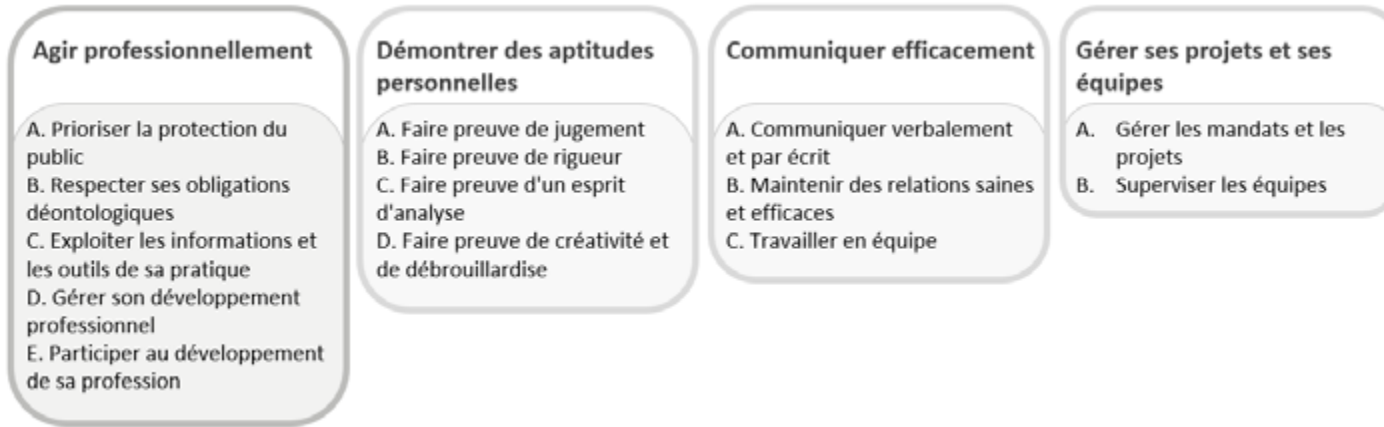 Agir professionnellement
A. Prioriser la protection du
public
B. Respecter ses obligations
déontologiques
C. Exploiter les informations et
les outils de sa pratique
D. Gérer son développement
professionnel
E. Participer au développement
de sa profession
Démontrer des aptitudes
personnelles
A. Faire preuve de jugement
B. Faire preuve de rigueur
C. Faire preuve d'un esprit
d'analyse
D. Faire preuve de créativité et
de débrouillardise
Communiquer efficacement
A. Communiquer verbalement
et par écrit
B. Maintenir des relations saines
et efficaces
C. Travailler en équipe
Gérer ses projets et ses
équipes
A. Gérer les mandats et les
projets
B. Superviser les équipes